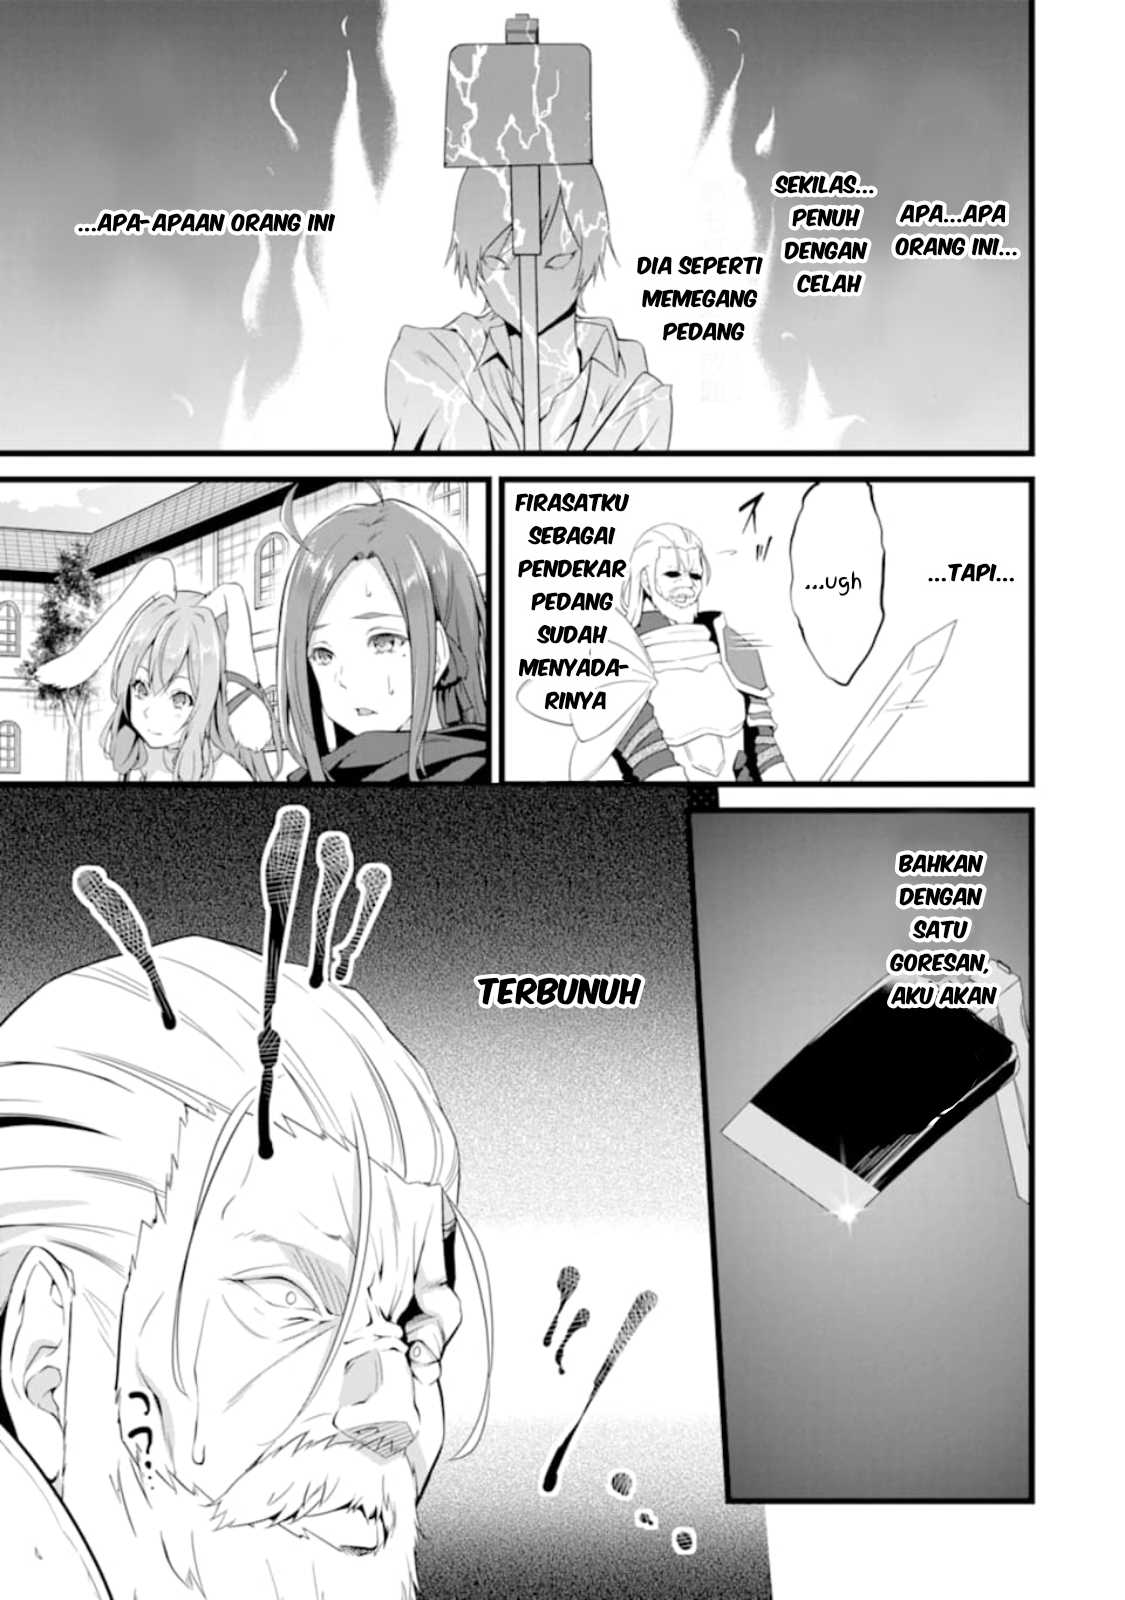 APA...APA
ORANG INI...
SEKILAS...
PENUH
DENGAN
CELAH
DIA SEPERTI
MEMEGANG
PEDANG
...APA-APAAN ORANG INI
...TAPI...
...ugh
FIRASATKU
SEBAGAI
PENDEKAR
PEDANG
SUDAH
MENYADA-
RINYA
BAHKAN
DENGAN
SATU
GORESAN,
AKU AKAN
TERBUNUH